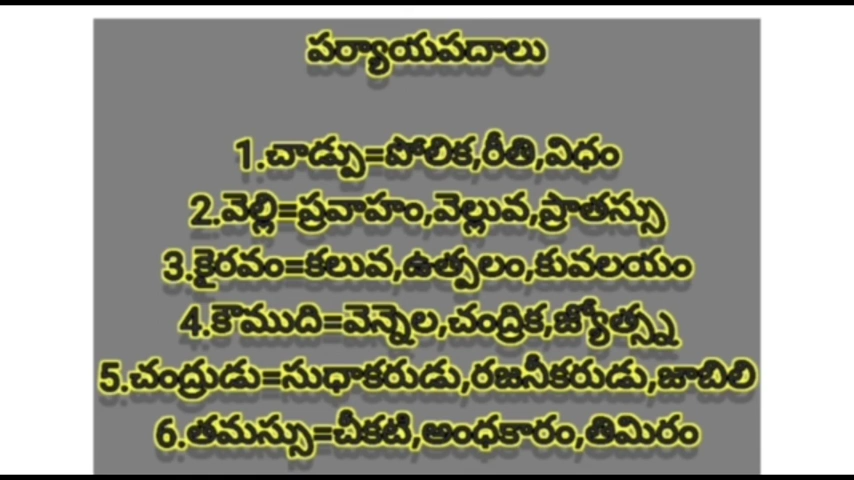 పర్యాయపదాలు
1.చాడ్పు=పోలిక,రీతి,విధం
2.వెల్లి=ప్రవాహం,వెల్లువ,ప్రాతస్సు
3.కైరవం=కలువ,ఉత్పలం,కువలయం
4.కౌముది=వెన్నెల,చంద్రిక,జ్యోత్స్న
5.చంద్రుడు=సుధాకరుడు,రజనీకరుడు,జాబిలి
6.తమస్సు=చీకటి,అంధకారం,తిమిరం